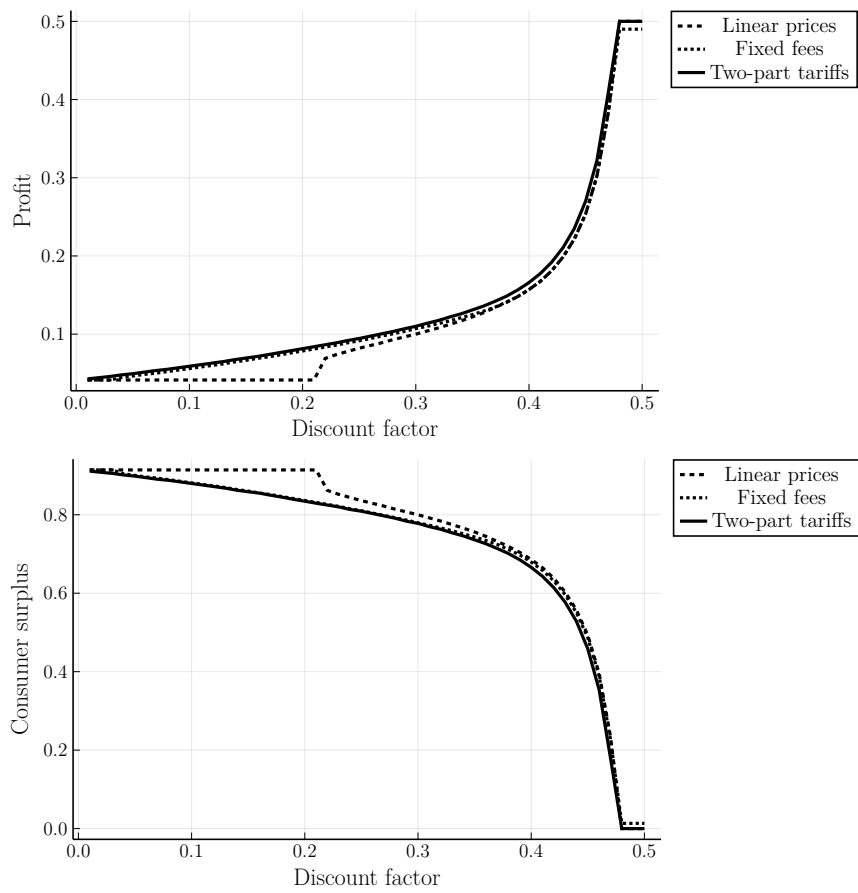 0.5
0.4
0.3
0.2
0.1
Profit
0.0 0.1 0.2 0.3 0.4 0.5
Discount factor
Linear prices
Fixed fees
Two-part tariffs
0.8
0.6
0.4
0.2
0.0
Consumer surplus
0.0 0.1 0.2 0.3 0.4 0.5
Discount factor
Linear prices
Fixed fees
Two-part tariffs